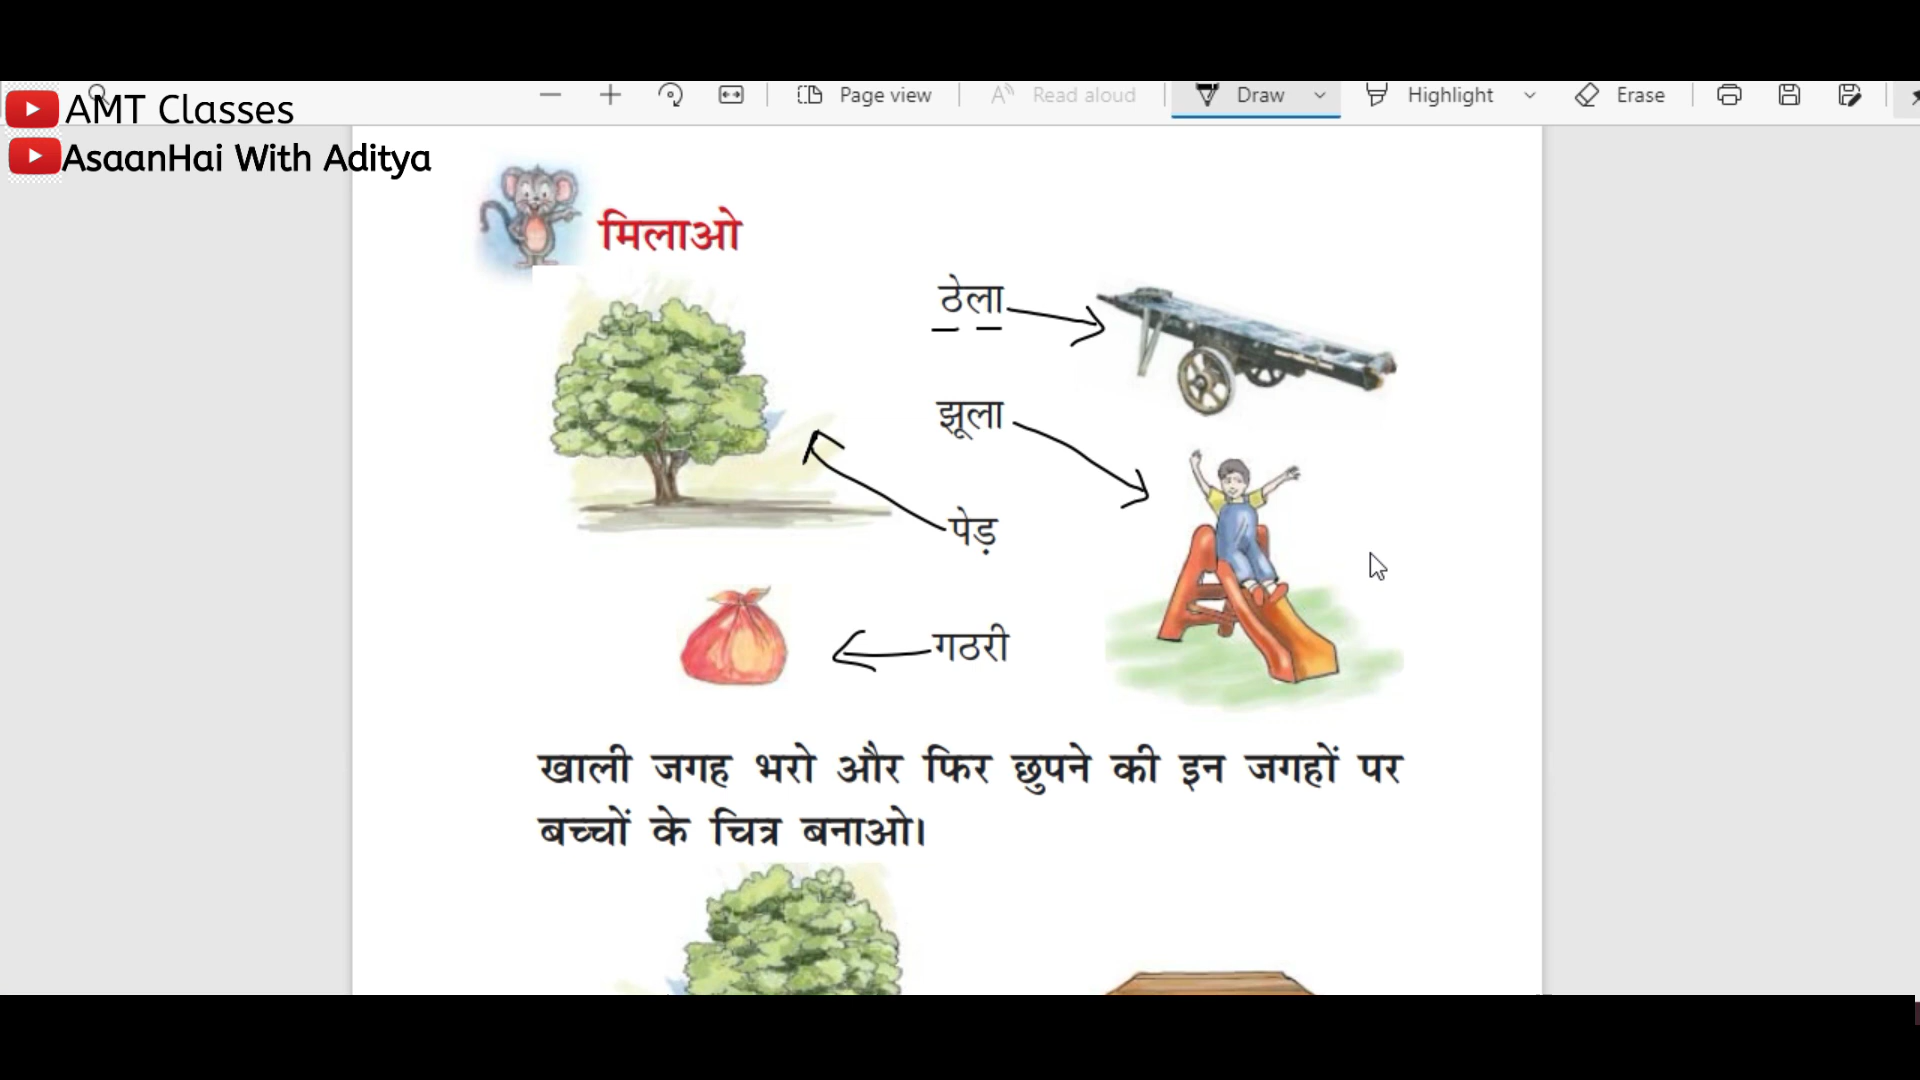 Page view
Read aloud
Draw
Highlight
Erase
AMT Classes
AsaanHai With Aditya
मिलाओ
ठेला
झूला
पेड़
गठरी
खाली जगह भरो और फिर छुपने की इन जगहों पर
बच्चों के चित्र बनाओ।